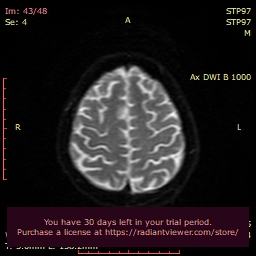 Im: 43/48
Se: 4
A
STP97
STP97
M
Ax DWI B 1000
R
L
You have 30 days left in your trial period.
Purchase a license at https://radiantviewer.com/store/